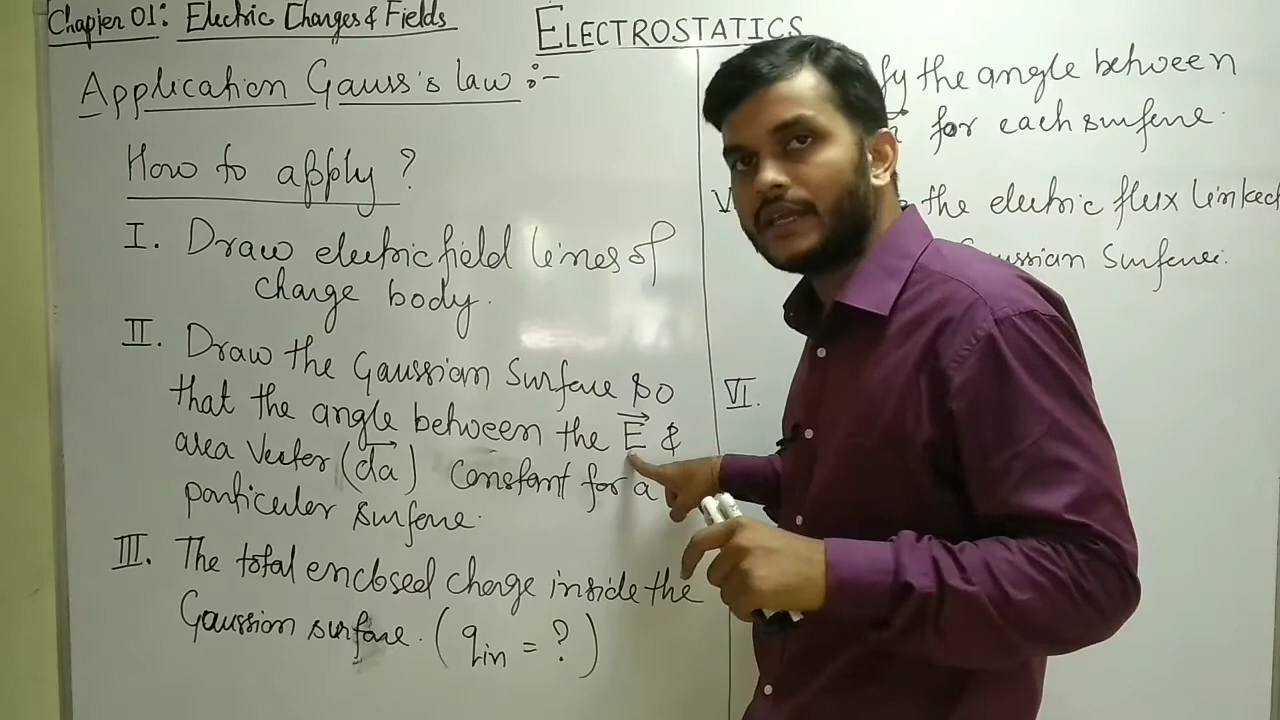 Chapter 01: Electric Charges & Fields
ELECTROSTATICS
Application Gauss's law :-
How to apply ?
I. Draw electric field lines of
charge body.
II. Draw the Gaussian Surface so
that the angle between the E⃗ &
area vector (da⃗) constant for a
particular surface.
III. The total enclosed charge inside the
Gaussian surface. (qin = ?)
fy the angle between
for each surface.
the electric flux linked
ussian Surface.
VI.